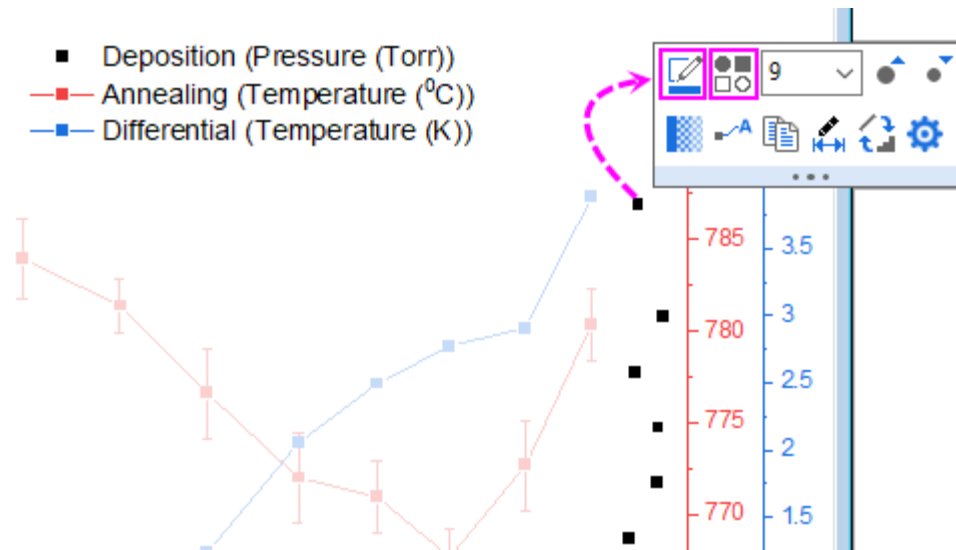 Deposition (Pressure (Torr))
Annealing (Temperature (⁰C))
Differential (Temperature (K))
9
A
785
780
775
770
3.5
3
2.5
2
1.5